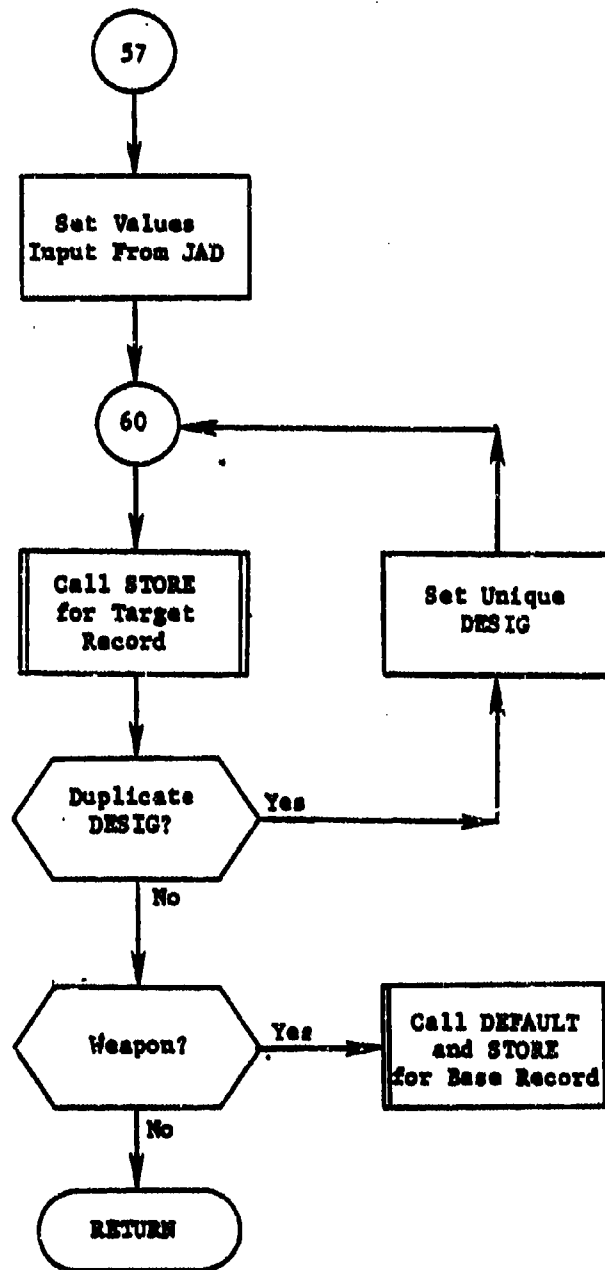 57
Set Values
Input From JAD
60
Call STORE
for Target
Record
Set Unique
DESIG
Duplicate
DESIG?
Yes
No
Weapon?
Yes
Call DEFAULT
and STORE
for Base Record
No
RETURN